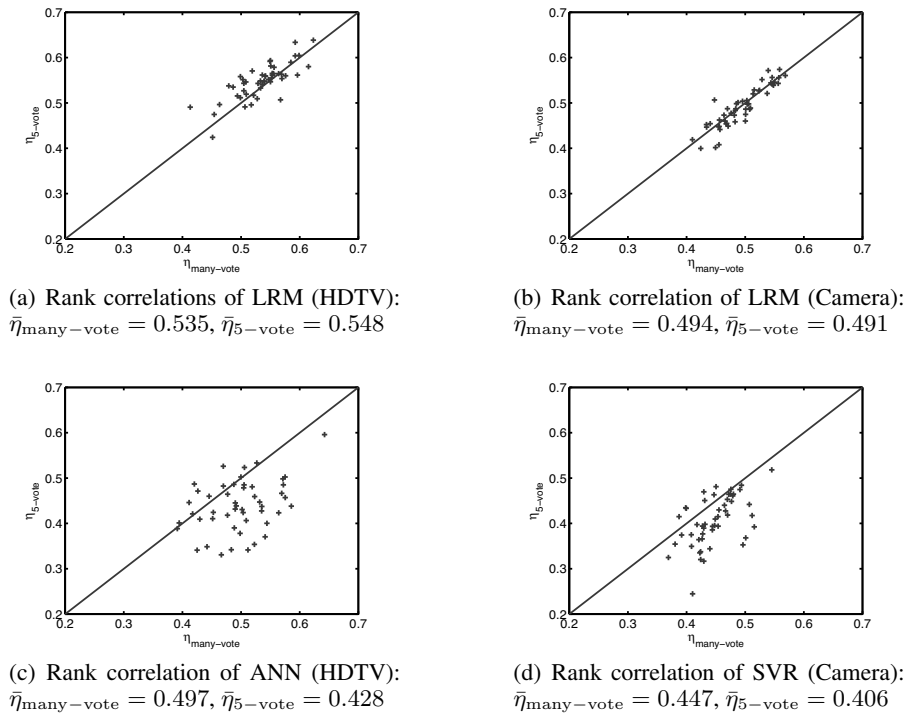 0.7
0.6
0.5
0.4
0.3
0.2
η5−vote
0.2 0.3 0.4 0.5 0.6 0.7
ηmany−vote
(a) Rank correlations of LRM (HDTV):
η̄many−vote = 0.535, η̄5−vote = 0.548
0.7
0.6
0.5
0.4
0.3
0.2
η5−vote
0.2 0.3 0.4 0.5 0.6 0.7
ηmany−vote
(b) Rank correlation of LRM (Camera):
η̄many−vote = 0.494, η̄5−vote = 0.491
0.7
0.6
0.5
0.4
0.3
0.2
η5−vote
0.2 0.3 0.4 0.5 0.6 0.7
ηmany−vote
(c) Rank correlation of ANN (HDTV):
η̄many−vote = 0.497, η̄5−vote = 0.428
0.7
0.6
0.5
0.4
0.3
0.2
η5−vote
0.2 0.3 0.4 0.5 0.6 0.7
ηmany−vote
(d) Rank correlation of SVR (Camera):
η̄many−vote = 0.447, η̄5−vote = 0.406